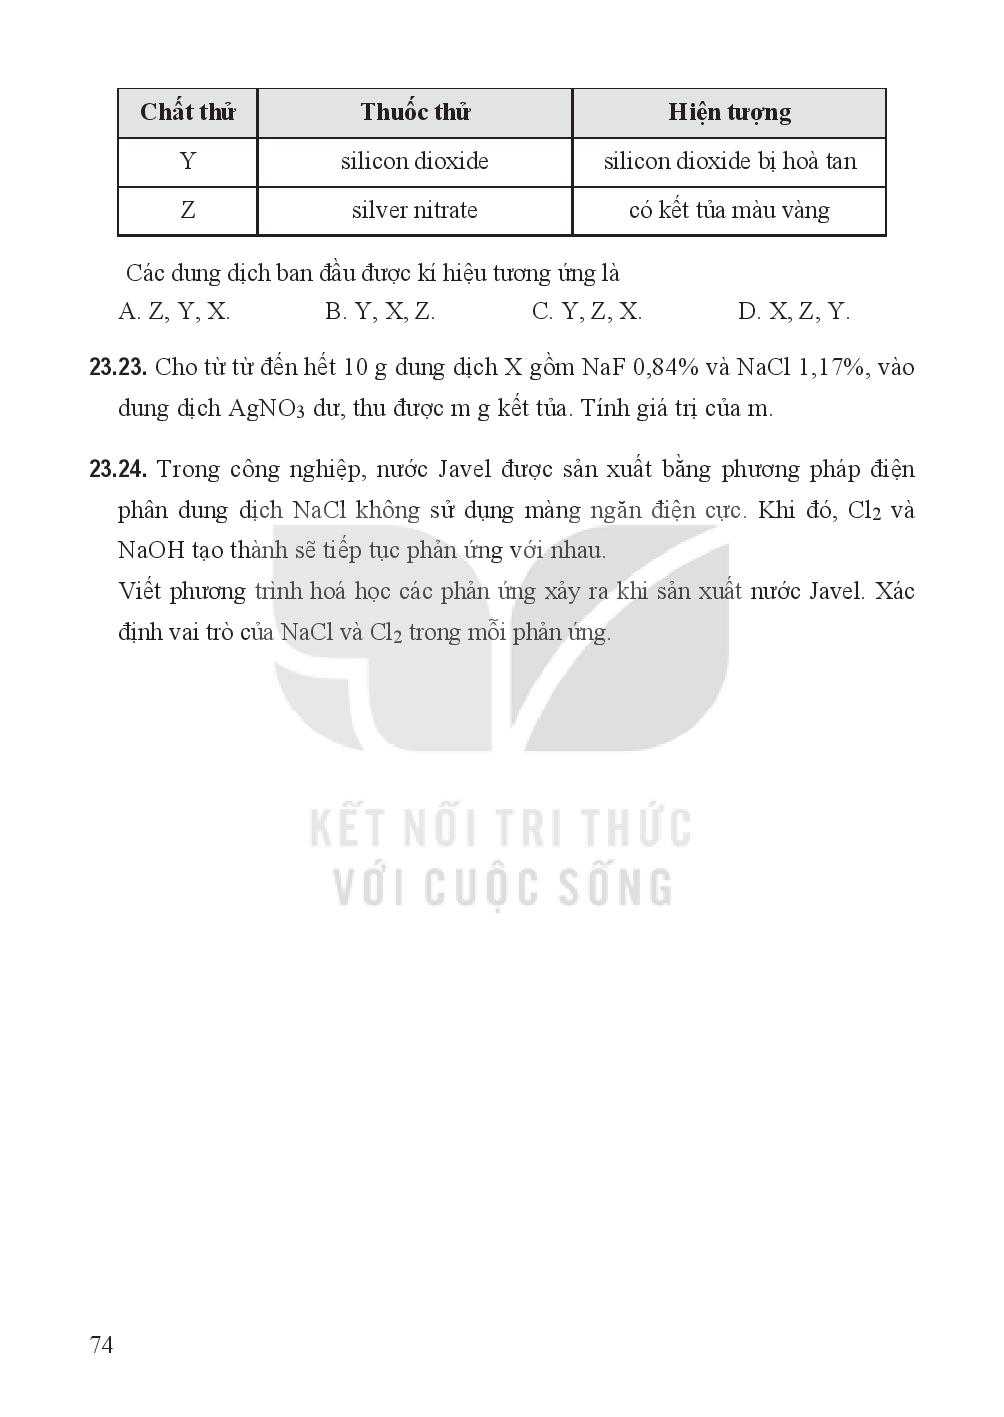 Chất thử Thuốc thử Hiện tượng
Y silicon dioxide silicon dioxide bị hoà tan
Z silver nitrate có kết tủa màu vàng
Các dung dịch ban đầu được kí hiệu tương ứng là
A. Z, Y, X. B. Y, X, Z. C. Y, Z, X. D. X, Z, Y.
23.23. Cho từ từ đến hết 10 g dung dịch X gồm NaF 0,84% và NaCl 1,17%, vào
dung dịch AgNO₃ dư, thu được m g kết tủa. Tính giá trị của m.
23.24. Trong công nghiệp, nước Javel được sản xuất bằng phương pháp điện
phân dung dịch NaCl không sử dụng màng ngăn điện cực. Khi đó, Cl₂ và
NaOH tạo thành sẽ tiếp tục phản ứng với nhau.
Viết phương trình hoá học các phản ứng xảy ra khi sản xuất nước Javel. Xác
định vai trò của NaCl và Cl₂ trong mỗi phản ứng.
KẾT NỐI TRI THỨC
VỚI CUỘC SỐNG
74